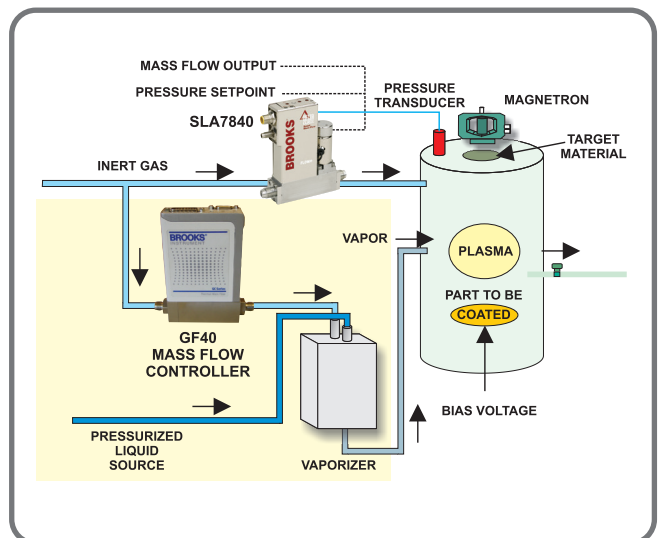 MASS FLOW OUTPUT
PRESSURE SETPOINT
SLA7840
PRESSURE
TRANSDUCER
MAGNETRON
TARGET
MATERIAL
BROOKS
INERT GAS
BROOKS
VAPOR
PLASMA
PART TO BE
COATED
GF40
MASS FLOW
CONTROLLER
BIAS VOLTAGE
PRESSURIZED
LIQUID
SOURCE
VAPORIZER